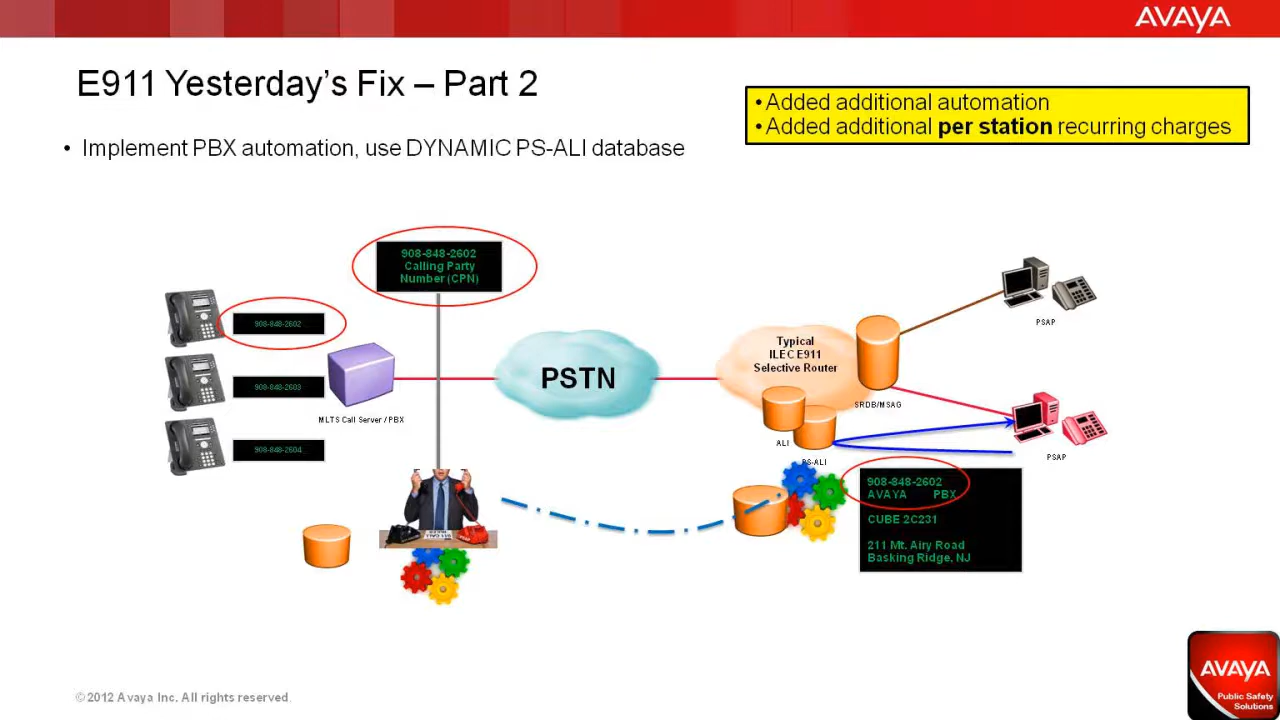 AVAYA
E911 Yesterday's Fix – Part 2
• Added additional automation
• Added additional per station recurring charges
• Implement PBX automation, use DYNAMIC PS-ALI database
908-848-2602
Calling Party
Number (CPN)
908-848-2602
908-848-2603
908-848-2604
MLTS Call Server / PBX
PSTN
Typical
ILEC E911
Selective Router
SRDB/MSAG
ALI
PS-ALI
PSAP
PSAP
908-848-2602
AVAYA PBX
CUBE 2C231
211 Mt. Airy Road
Basking Ridge, NJ
© 2012 Avaya Inc. All rights reserved.
AVAYA
Public Safety
Solutions